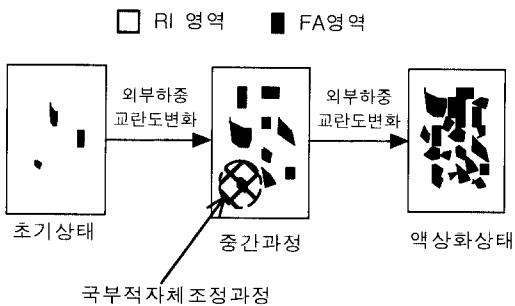 RI 영역 FA영역
외부하중 외부하중
교란도변화 교란도변화
초기상태 중간과정 액상화상태
국부적자체조정과정